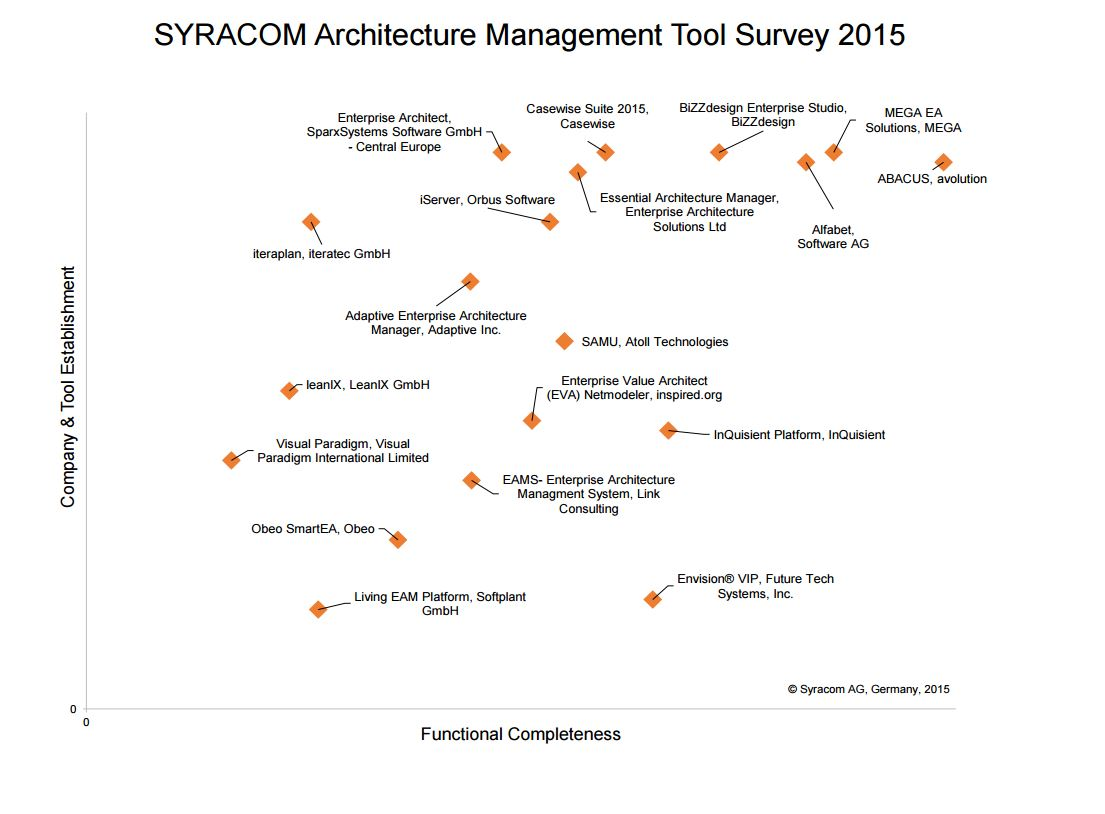 SYRACOM Architecture Management Tool Survey 2015
Enterprise Architect,
SparxSystems Software GmbH
- Central Europe
Casewise Suite 2015,
Casewise
BiZZdesign Enterprise Studio,
BiZZdesign
MEGA EA
Solutions, MEGA
ABACUS, avolution
iServer, Orbus Software
Essential Architecture Manager,
Enterprise Architecture
Solutions Ltd
Alfabet,
Software AG
iteraplan, iteratec GmbH
Adaptive Enterprise Architecture
Manager, Adaptive Inc.
SAMU, Atoll Technologies
leanIX, LeanIX GmbH
Enterprise Value Architect
(EVA) Netmodeler, inspired.org
InQuisient Platform, InQuisient
Visual Paradigm, Visual
Paradigm International Limited
EAMS- Enterprise Architecture
Managment System, Link
Consulting
Obeo SmartEA, Obeo
Envision® VIP, Future Tech
Systems, Inc.
Living EAM Platform, Softplant
GmbH
Company & Tool Establishment
© Syracom AG, Germany, 2015
0
0
Functional Completeness